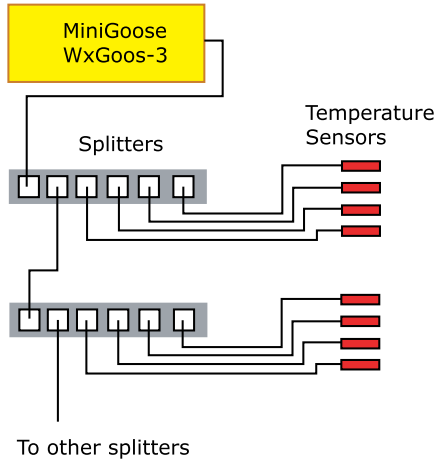 MiniGoose
WxGoos-3
Temperature
Sensors
Splitters
To other splitters